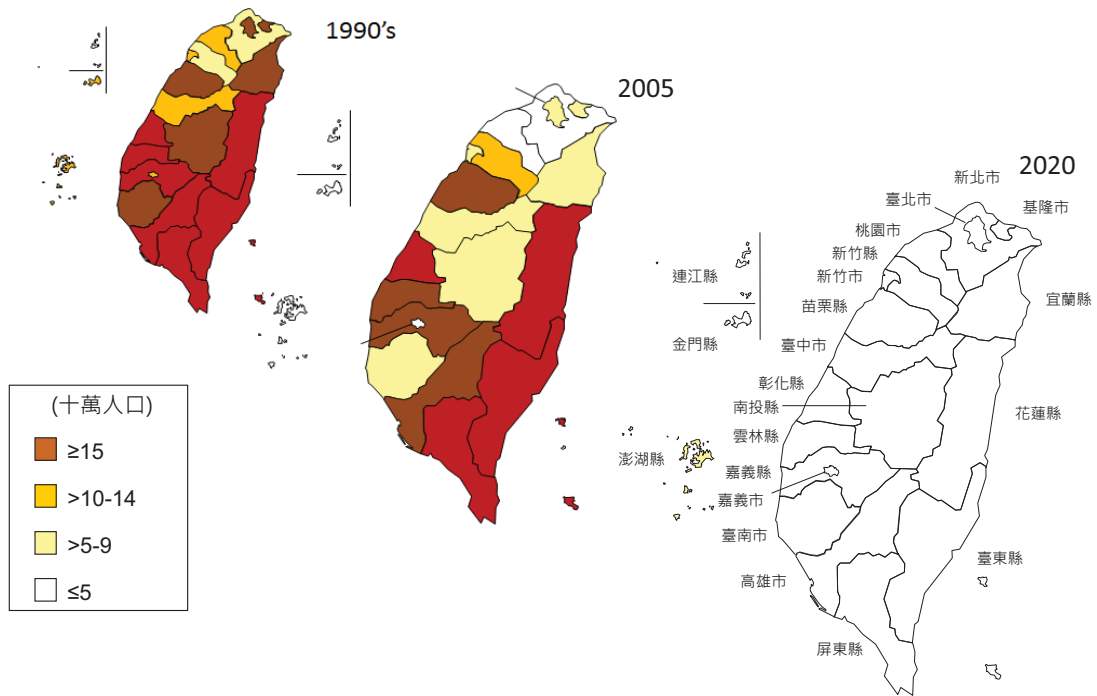 1990's
2005
2020
新北市
臺北市
基隆市
桃園市
新竹縣
新竹市
宜蘭縣
連江縣
苗栗縣
金門縣
臺中市
彰化縣
南投縣
花蓮縣
雲林縣
澎湖縣
嘉義縣
嘉義市
臺南市
臺東縣
高雄市
屏東縣
(十萬人口)
≥15
>10-14
>5-9
≤5